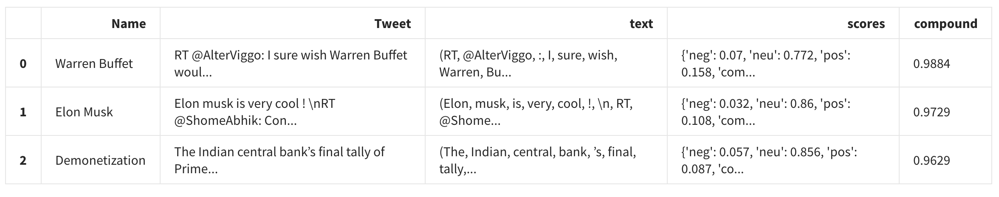 Name Tweet text scores compound
0 Warren Buffet RT @AlterViggo: I sure wish Warren Buffet woul... (RT, @AlterViggo, :, I, sure, wish, Warren, Bu... {'neg': 0.07, 'neu': 0.772, 'pos': 0.158, 'com... 0.9884
1 Elon Musk Elon musk is very cool ! \nRT @ShomeAbhik: Con... (Elon, musk, is, very, cool, !, \n, RT, @Shome... {'neg': 0.032, 'neu': 0.86, 'pos': 0.108, 'com... 0.9729
2 Demonetization The Indian central bank’s final tally of Prime... (The, Indian, central, bank, ’s, final, tally,... {'neg': 0.057, 'neu': 0.856, 'pos': 0.087, 'co... 0.9629